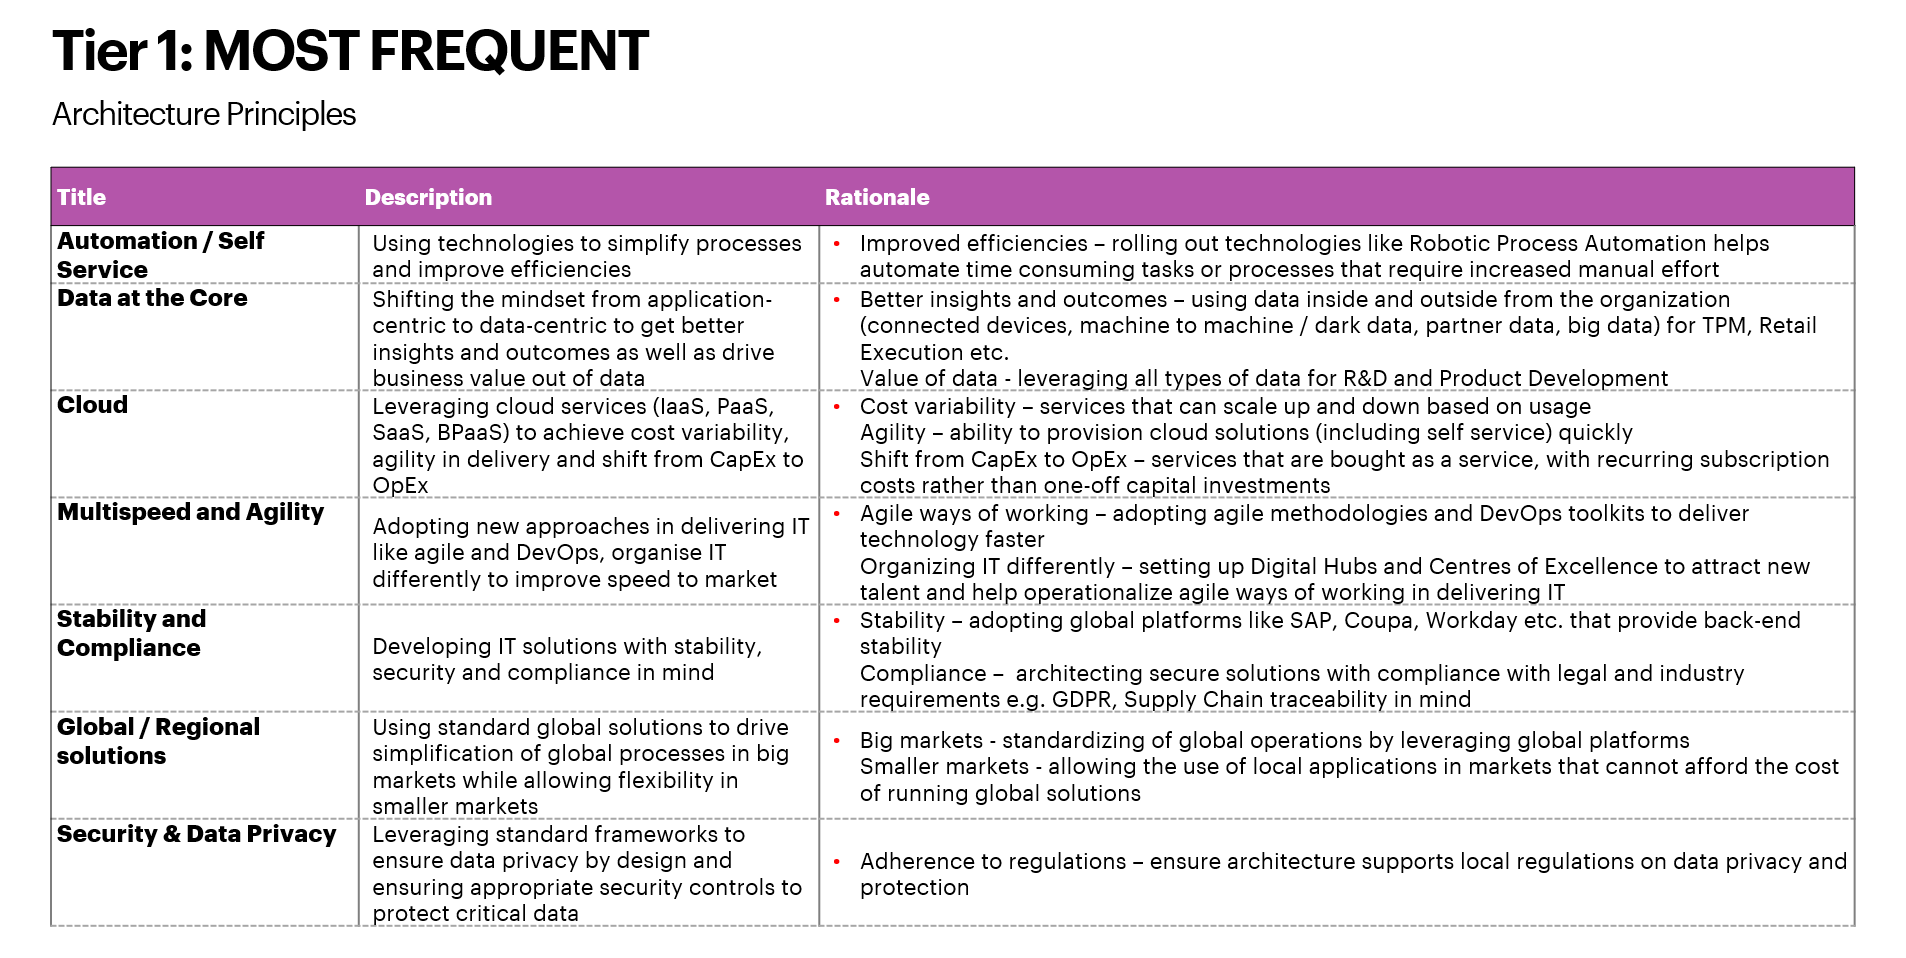 Tier 1: MOST FREQUENT
Architecture Principles
Title
Description
Rationale
Automation / Self
Service
Using technologies to simplify processes
and improve efficiencies
• Improved efficiencies – rolling out technologies like Robotic Process Automation helps
automate time consuming tasks or processes that require increased manual effort
Data at the Core
Shifting the mindset from application-
centric to data-centric to get better
insights and outcomes as well as drive
business value out of data
• Better insights and outcomes – using data inside and outside from the organization
(connected devices, machine to machine / dark data, partner data, big data) for TPM, Retail
Execution etc.
Value of data - leveraging all types of data for R&D and Product Development
Cloud
Leveraging cloud services (IaaS, PaaS,
SaaS, BPaaS) to achieve cost variability,
agility in delivery and shift from CapEx to
OpEx
• Cost variability – services that can scale up and down based on usage
Agility – ability to provision cloud solutions (including self service) quickly
Shift from CapEx to OpEx – services that are bought as a service, with recurring subscription
costs rather than one-off capital investments
Multispeed and Agility
Adopting new approaches in delivering IT
like agile and DevOps, organise IT
differently to improve speed to market
• Agile ways of working – adopting agile methodologies and DevOps toolkits to deliver
technology faster
Organizing IT differently – setting up Digital Hubs and Centres of Excellence to attract new
talent and help operationalize agile ways of working in delivering IT
Stability and
Compliance
Developing IT solutions with stability,
security and compliance in mind
• Stability – adopting global platforms like SAP, Coupa, Workday etc. that provide back-end
stability
Compliance –  architecting secure solutions with compliance with legal and industry
requirements e.g. GDPR, Supply Chain traceability in mind
Global / Regional
solutions
Using standard global solutions to drive
simplification of global processes in big
markets while allowing flexibility in
smaller markets
• Big markets - standardizing of global operations by leveraging global platforms
Smaller markets - allowing the use of local applications in markets that cannot afford the cost
of running global solutions
Security & Data Privacy
Leveraging standard frameworks to
ensure data privacy by design and
ensuring appropriate security controls to
protect critical data
• Adherence to regulations – ensure architecture supports local regulations on data privacy and
protection